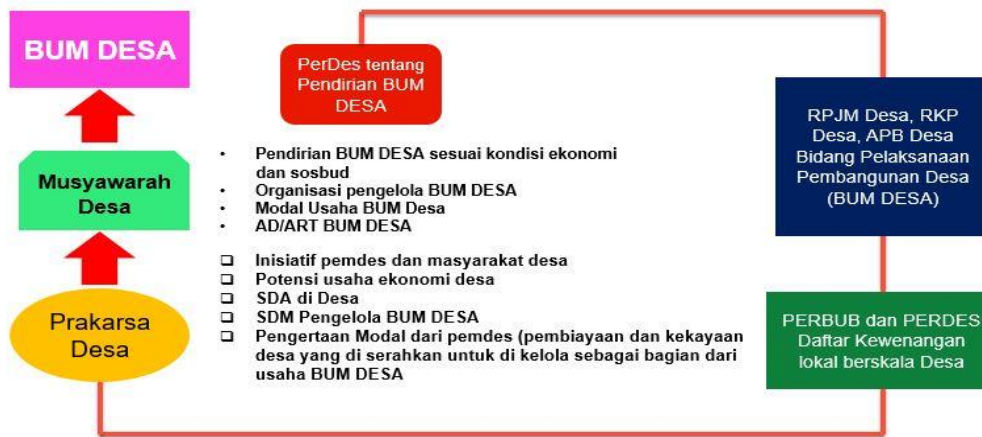 BUM DESA
PerDes tentang
Pendirian BUM
DESA
RPJM Desa, RKP
Desa, APB Desa
Bidang Pelaksanaan
Pembangunan Desa
(BUM DESA)
Musyawarah
Desa
• Pendirian BUM DESA sesuai kondisi ekonomi
dan sosbud
• Organisasi pengelola BUM DESA
• Modal Usaha BUM Desa
• AD/ART BUM DESA
Prakarsa
Desa
❑ Inisiatif pemdes dan masyarakat desa
❑ Potensi usaha ekonomi desa
❑ SDA di Desa
❑ SDM Pengelola BUM DESA
❑ Pengertaan Modal dari pemdes (pembiayaan dan kekayaan
desa yang di serahkan untuk di kelola sebagai bagian dari
usaha BUM DESA
PERBUB dan PERDES
Daftar Kewenangan
lokal berskala Desa